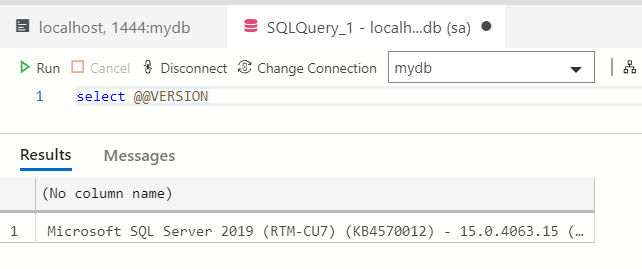 localhost, 1444:mydb
SQLQuery_1 - localh...db (sa)
Run Cancel Disconnect Change Connection mydb
1 select @@VERSION
Results Messages
(No column name)
1 Microsoft SQL Server 2019 (RTM-CU7) (KB4570012) - 15.0.4063.15 (…